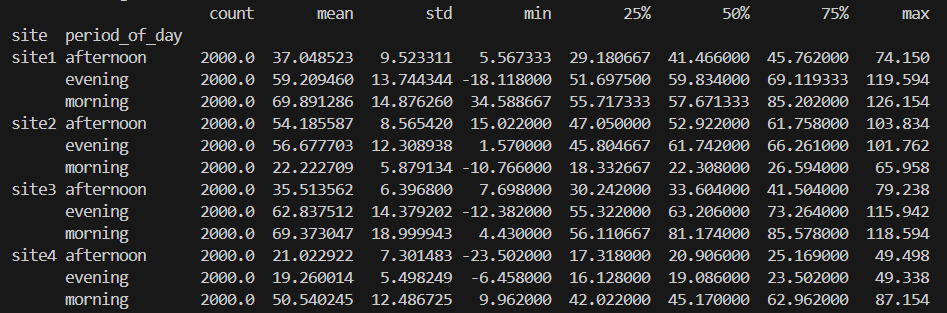 count mean std min 25% 50% 75% max
site period_of_day
site1 afternoon 2000.0 37.048523 9.523311 5.567333 29.180667 41.466000 45.762000 74.150
evening 2000.0 59.209460 13.744344 -18.118000 51.697500 59.834000 69.119333 119.594
morning 2000.0 69.891286 14.876260 34.588667 55.717333 57.671333 85.202000 126.154
site2 afternoon 2000.0 54.185587 8.565420 15.022000 47.050000 52.922000 61.758000 103.834
evening 2000.0 56.677703 12.308938 1.570000 45.804667 61.742000 66.261000 101.762
morning 2000.0 22.222709 5.879134 -10.766000 18.332667 22.308000 26.594000 65.958
site3 afternoon 2000.0 35.513562 6.396800 7.698000 30.242000 33.604000 41.504000 79.238
evening 2000.0 62.837512 14.379202 -12.382000 55.322000 63.206000 73.264000 115.942
morning 2000.0 69.373047 18.999943 4.430000 56.110667 81.174000 85.578000 118.594
site4 afternoon 2000.0 21.022922 7.301483 -23.502000 17.318000 20.906000 25.169000 49.498
evening 2000.0 19.260014 5.498249 -6.458000 16.128000 19.086000 23.502000 49.338
morning 2000.0 50.540245 12.486725 9.962000 42.022000 45.170000 62.962000 87.154